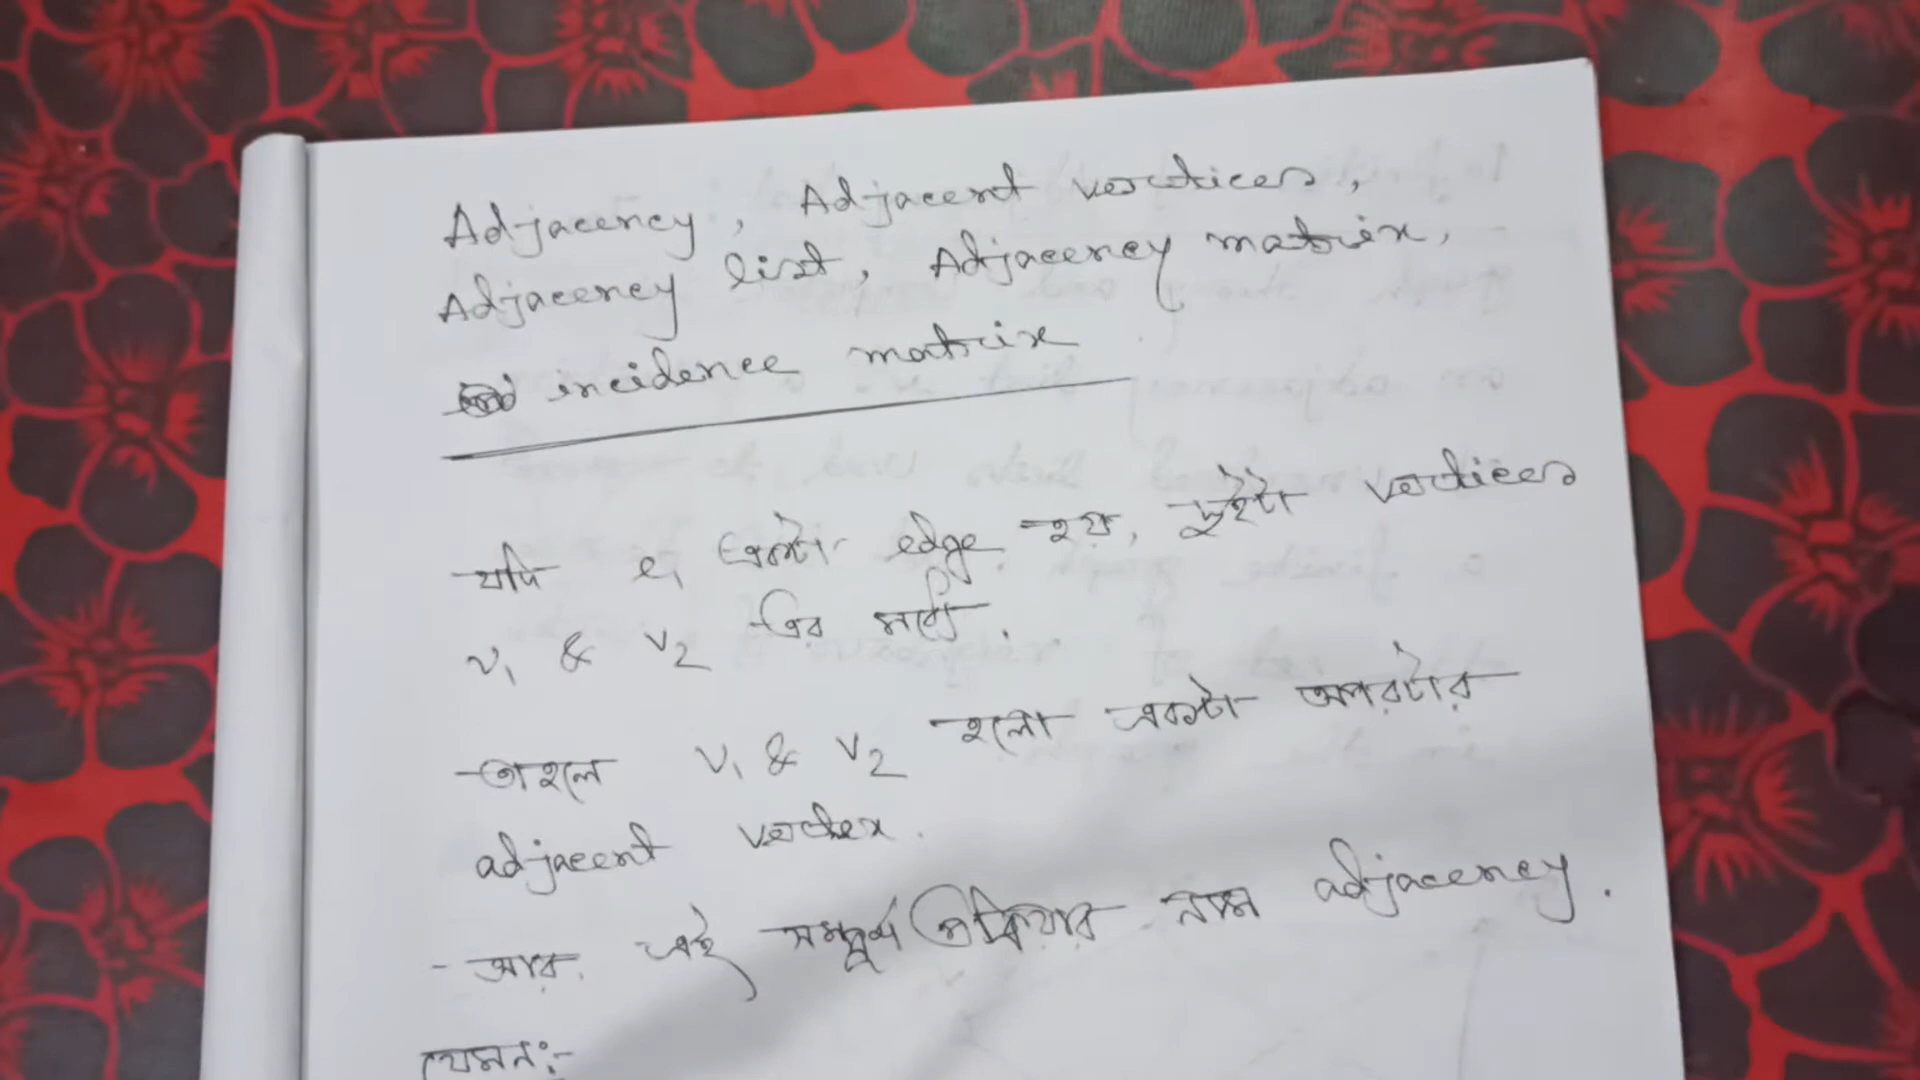 Adjacency, Adjacent vertices,
Adjacency list, Adjacency matrix,
incidence matrix
যদি e₁ একটা edge হয়, দুইটা vertices
v₁ & v₂ এর মধ্যে.
তাহলে v₁ & v₂ হলো একটা অপরটার
adjacent vertex.
- আর এই সম্পূর্ণ প্রক্রিয়ার নাম adjacency.
যেমন:-